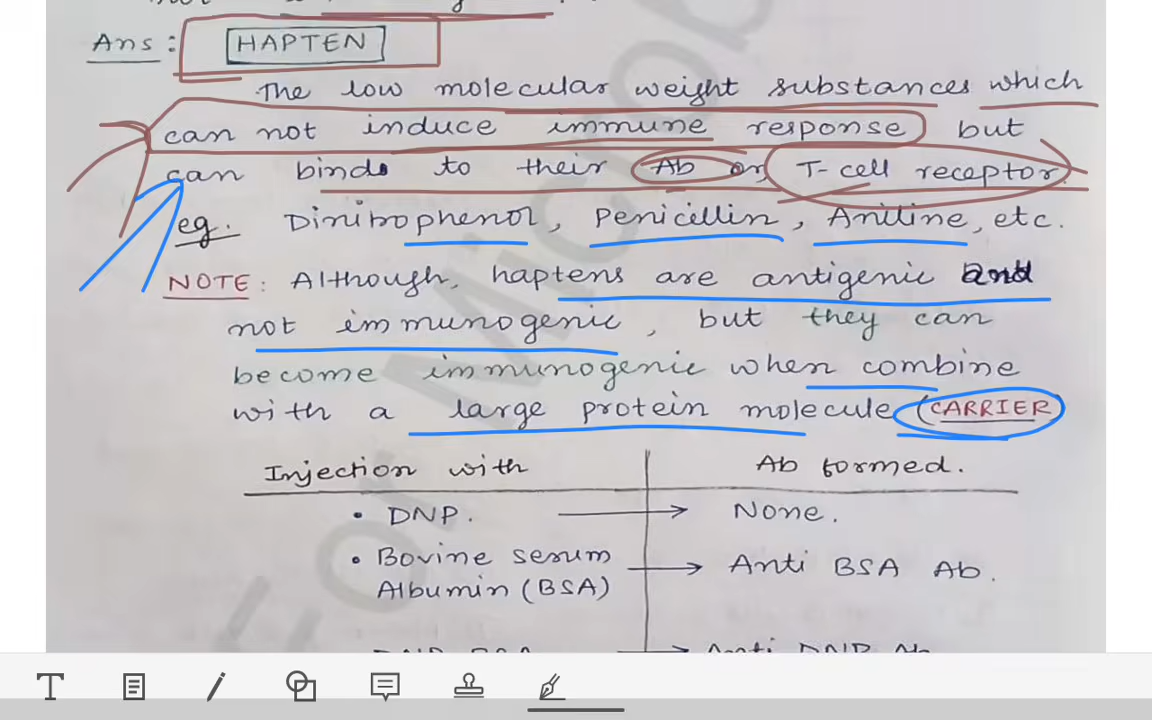 Ans: HAPTEN
The low molecular weight substances which
can not induce immune response but
can binds to their Ab or T-cell receptor.
eg. Dinitrophenol, Penicillin, Aniline, etc.
NOTE: Although, haptens are antigenic and
not immunogenic, but they can
become immunogenic when combine
with a large protein molecule (CARRIER
Injection with Ab formed.
• DNP. → None.
• Bovine serum
Albumin (BSA) → Anti BSA Ab.
For Microb
T